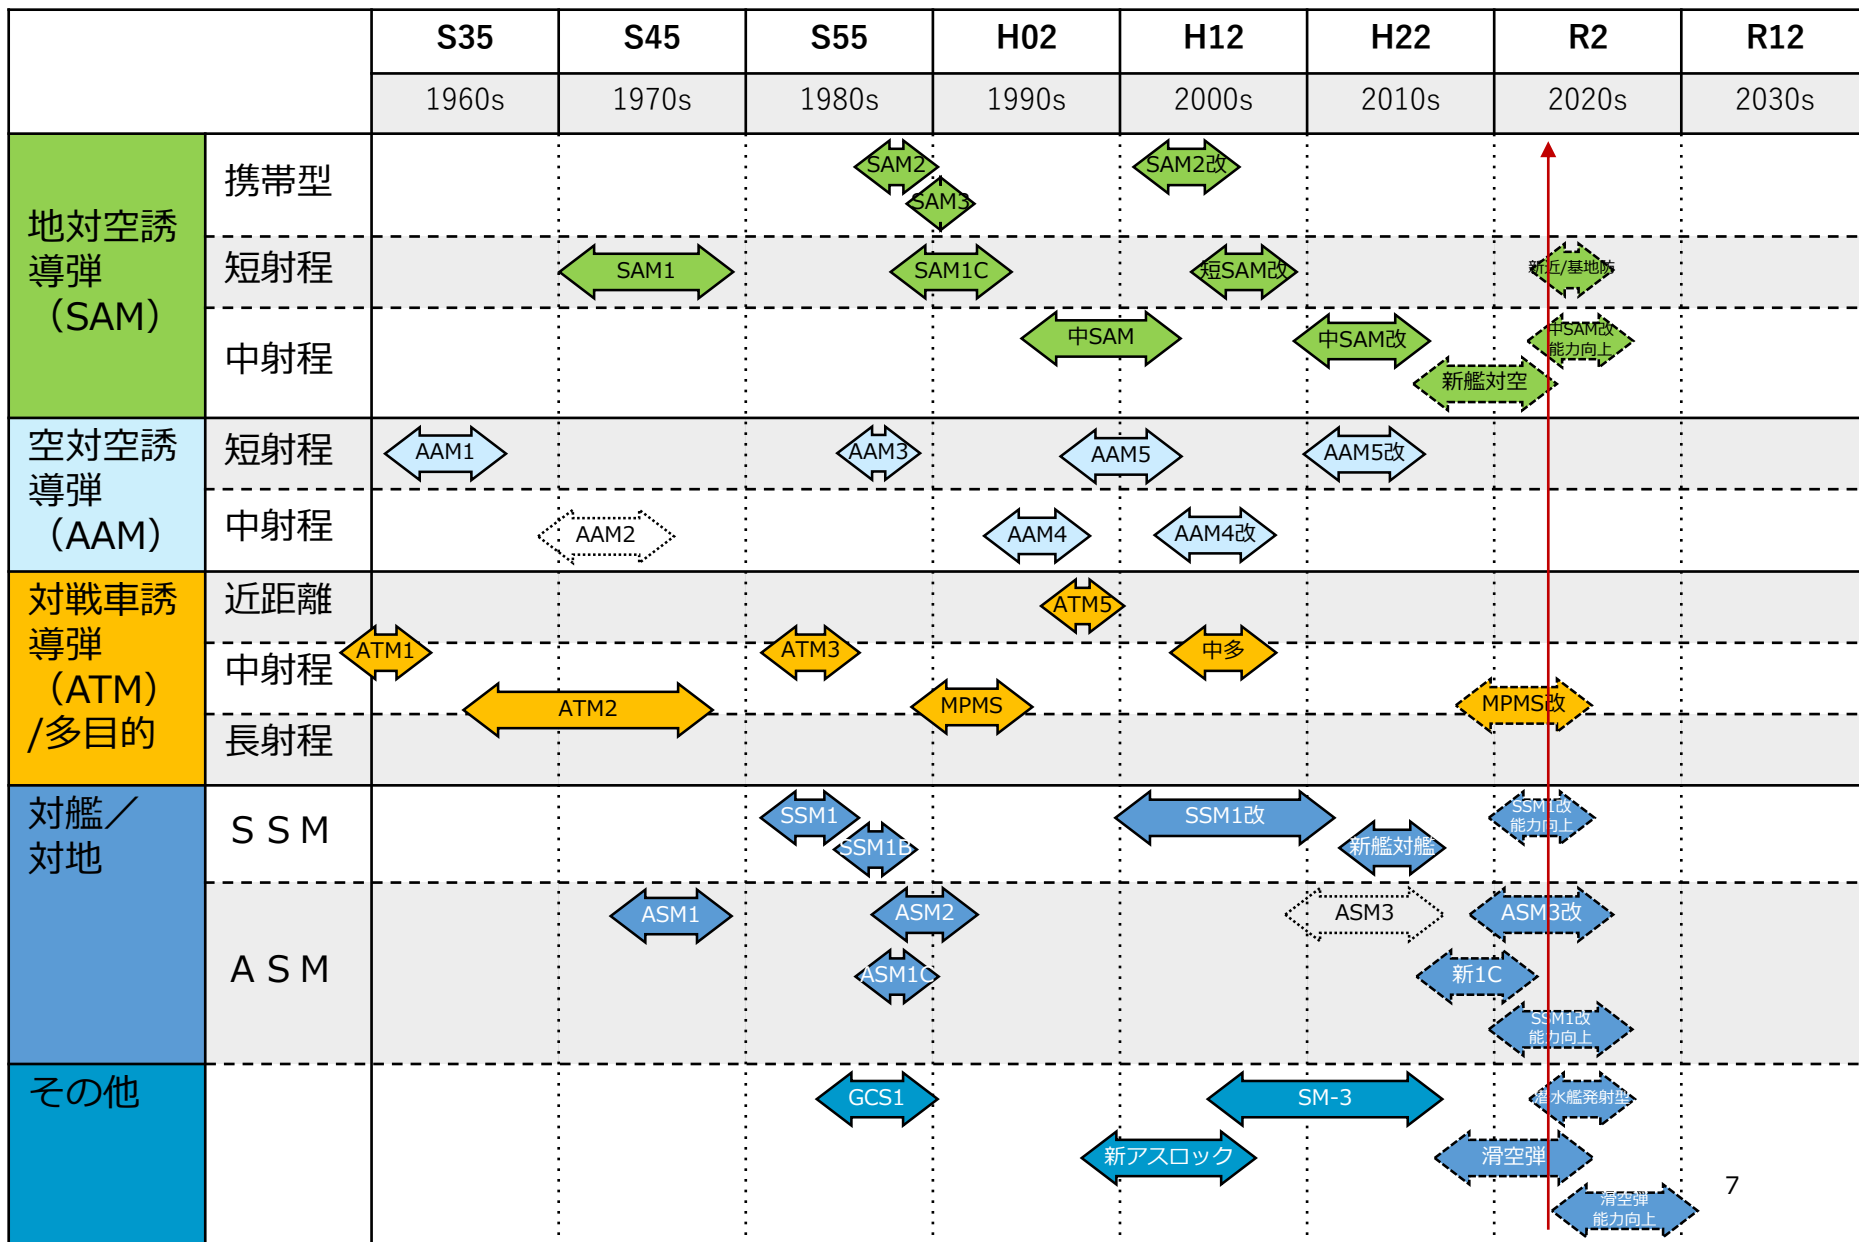 S35 S45 S55 H02 H12 H22 R2 R12
1960s 1970s 1980s 1990s 2000s 2010s 2020s 2030s
地対空誘
導弾
（SAM）
携帯型
SAM2
SAM2改
SAM3
短射程
SAM1
SAM1C
短SAM改
新近/基地防
中射程
中SAM
中SAM改
中SAM改
能力向上
新艦対空
空対空誘
導弾
（AAM）
短射程
AAM1
AAM3
AAM5
AAM5改
中射程
AAM2
AAM4
AAM4改
対戦車誘
導弾
（ATM）
/多目的
近距離
ATM5
中射程
ATM1
ATM3
中多
ATM2
MPMS
MPMS改
長射程
対艦／
対地
ＳＳＭ
SSM1
SSM1改
SSM1改
能力向上
SSM1B
新艦対艦
ＡＳＭ
ASM1
ASM2
ASM3
ASM3改
ASM1C
新1C
SSM1改
能力向上
その他
GCS1
SM-3
潜水艦発射型
新アスロック
滑空弾
滑空弾
能力向上
7